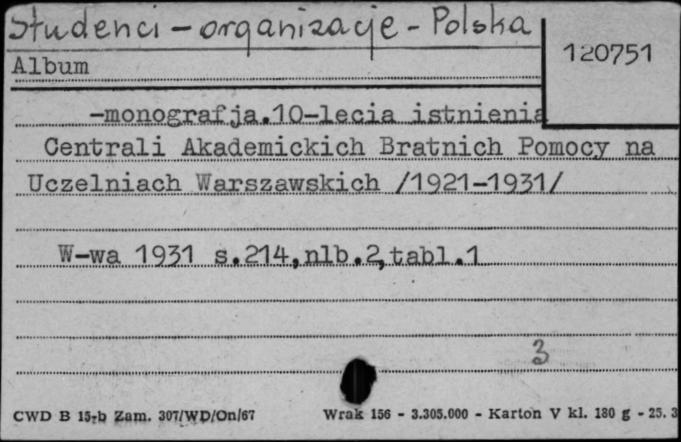 Studenci - organizacje - Polska
120751
Album
-monografja.10-lecia istnienia
Centrali Akademickich Bratnich Pomocy na
Uczelniach Warszawskich /1921-1931/
W-wa 1931 s.214,nlb.2,tabl.1
3
CWD B 15-b Zam. 307/WD/On/67 Wrak 156 - 3.305.000 - Karton V kl. 180 g - 25. 3